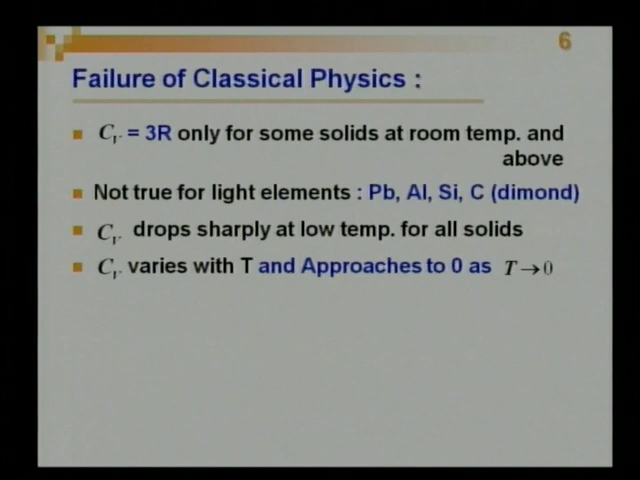 6
Failure of Classical Physics :
C_V = 3R only for some solids at room temp. and
above
Not true for light elements : Pb, Al, Si, C (dimond)
C_V drops sharply at low temp. for all solids
C_V varies with T and Approaches to 0 as T → 0